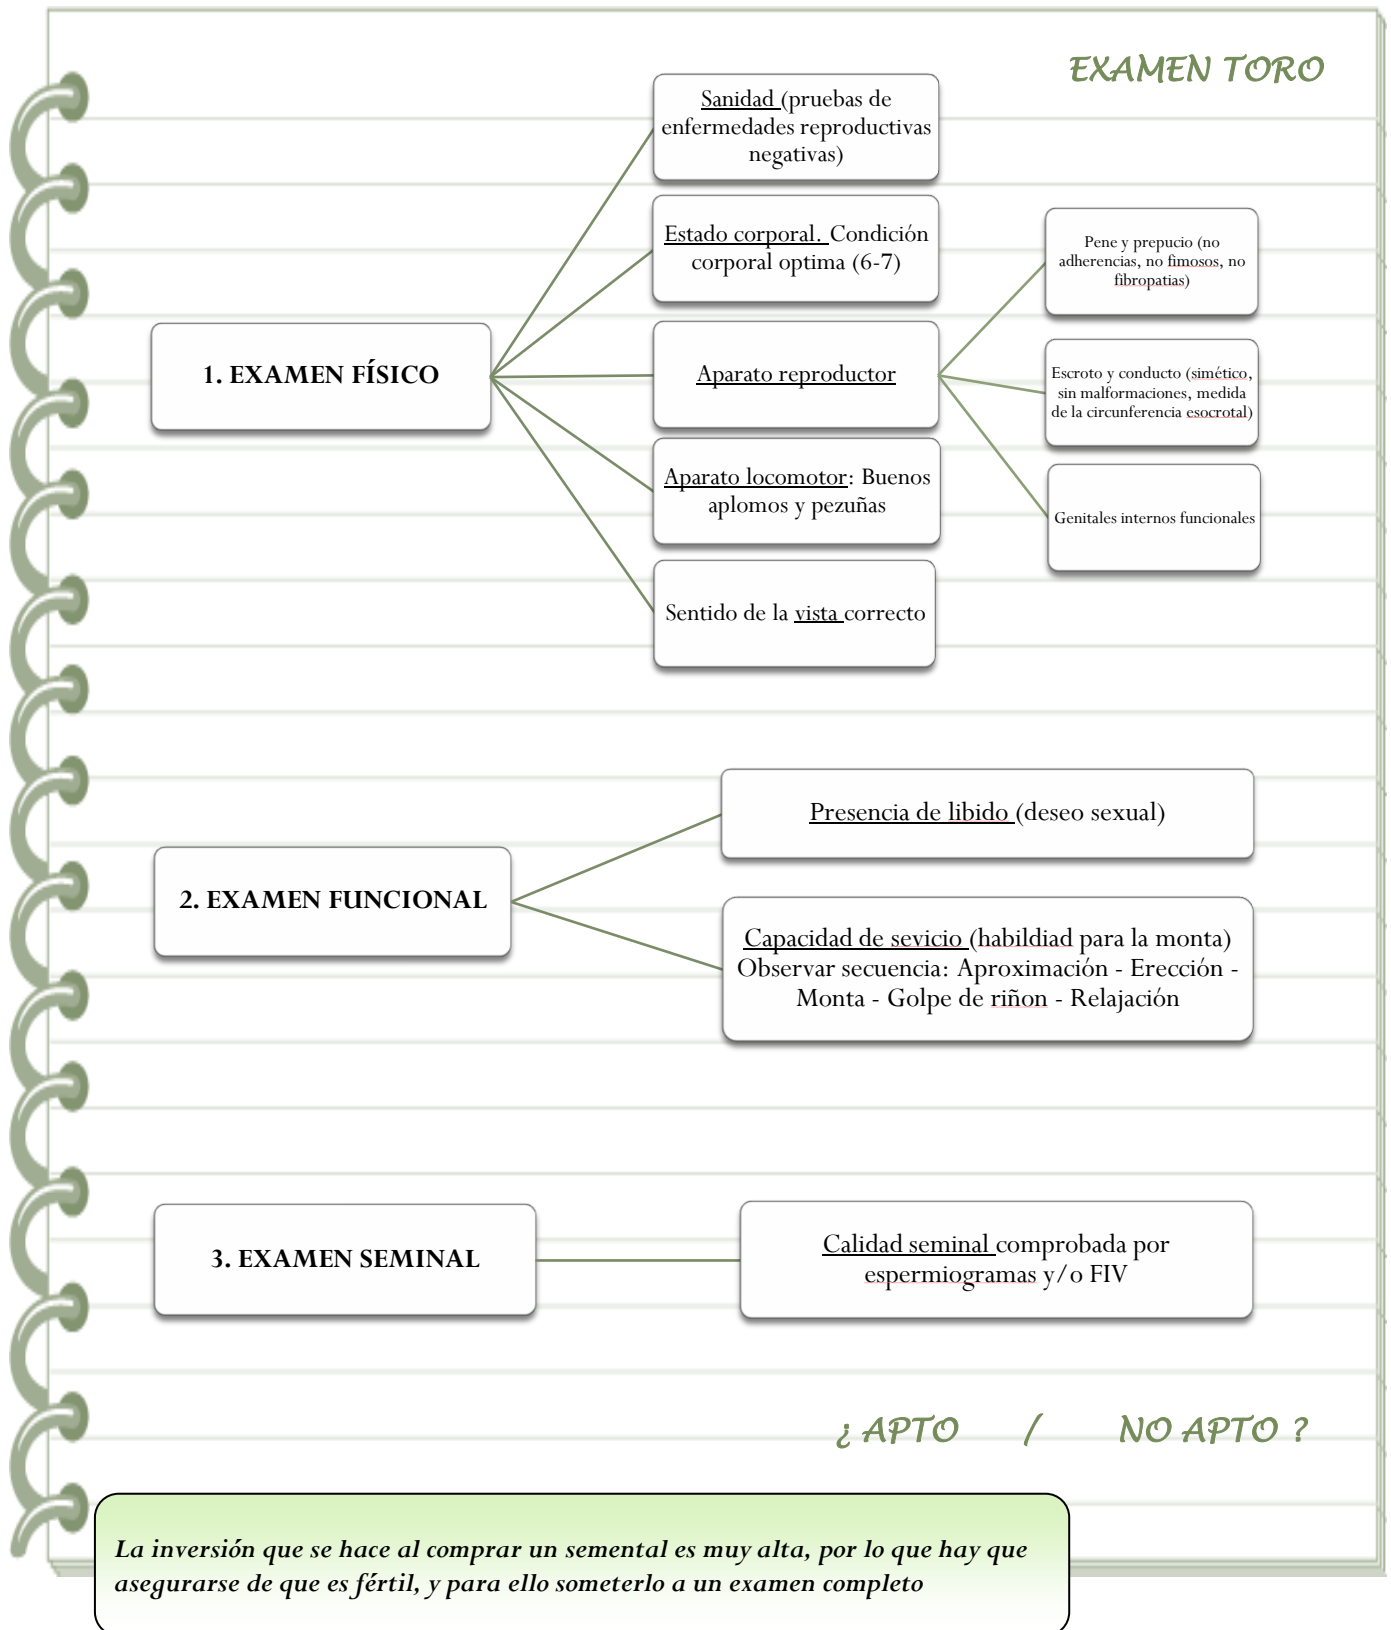 EXAMEN TORO
Sanidad (pruebas de
enfermedades reproductivas
negativas)
Estado corporal. Condición
corporal optima (6-7)
Pene y prepucio (no
adherencias, no fimosos, no
fibropatias)
1. EXAMEN FÍSICO
Aparato reproductor
Escroto y conducto (simético,
sin malformaciones, medida
de la circunferencia esocrotal)
Aparato locomotor: Buenos
aplomos y pezuñas
Genitales internos funcionales
Sentido de la vista correcto
Presencia de libido (deseo sexual)
2. EXAMEN FUNCIONAL
Capacidad de sevicio (habildiad para la monta)
Observar secuencia: Aproximación - Erección -
Monta - Golpe de riñon - Relajación
3. EXAMEN SEMINAL
Calidad seminal comprobada por
espermiogramas y/o FIV
¿ APTO / NO APTO ?
La inversión que se hace al comprar un semental es muy alta, por lo que hay que
asegurarse de que es fértil, y para ello someterlo a un examen completo